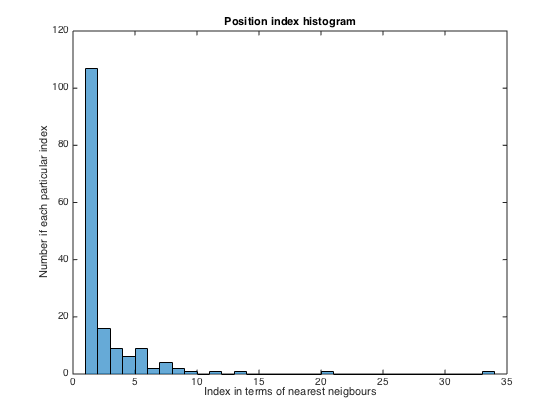 Position index histogram
120
100
80
60
40
20
0
Number if each particular index
0 5 10 15 20 25 30 35
Index in terms of nearest neigbours